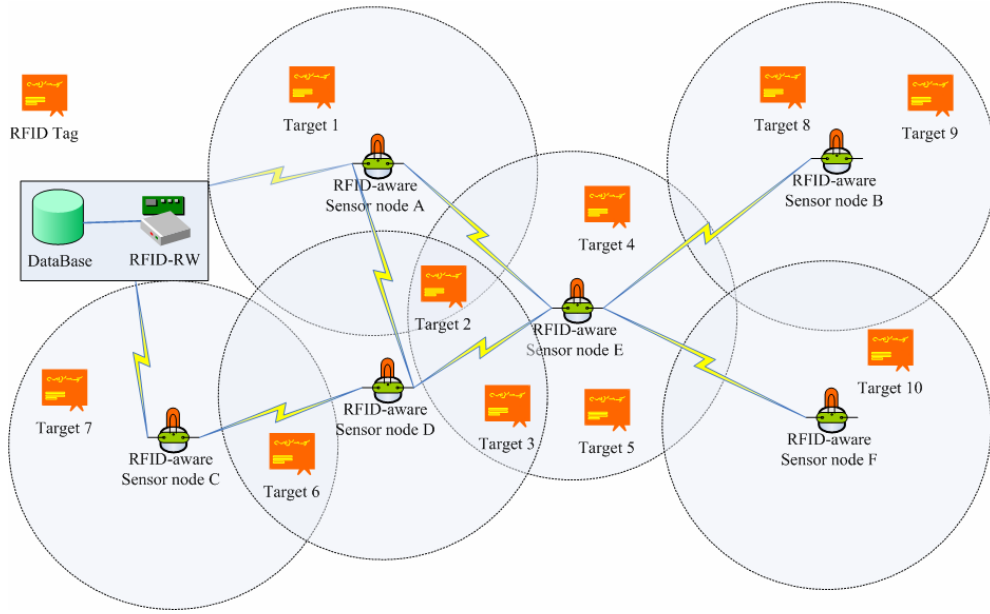 RFID Tag
Target 1
RFID-aware
Sensor node A
Target 8
Target 9
RFID-aware
Sensor node B
DataBase
RFID-RW
Target 4
Target 2
RFID-aware
Sensor node E
Target 7
RFID-aware
Sensor node C
Target 6
RFID-aware
Sensor node D
Target 3
Target 5
Target 10
RFID-aware
Sensor node F